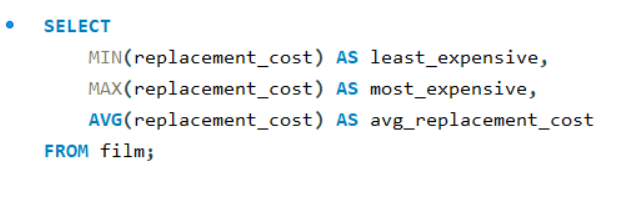 SELECT
MIN(replacement_cost) AS least_expensive,
MAX(replacement_cost) AS most_expensive,
AVG(replacement_cost) AS avg_replacement_cost
FROM film;